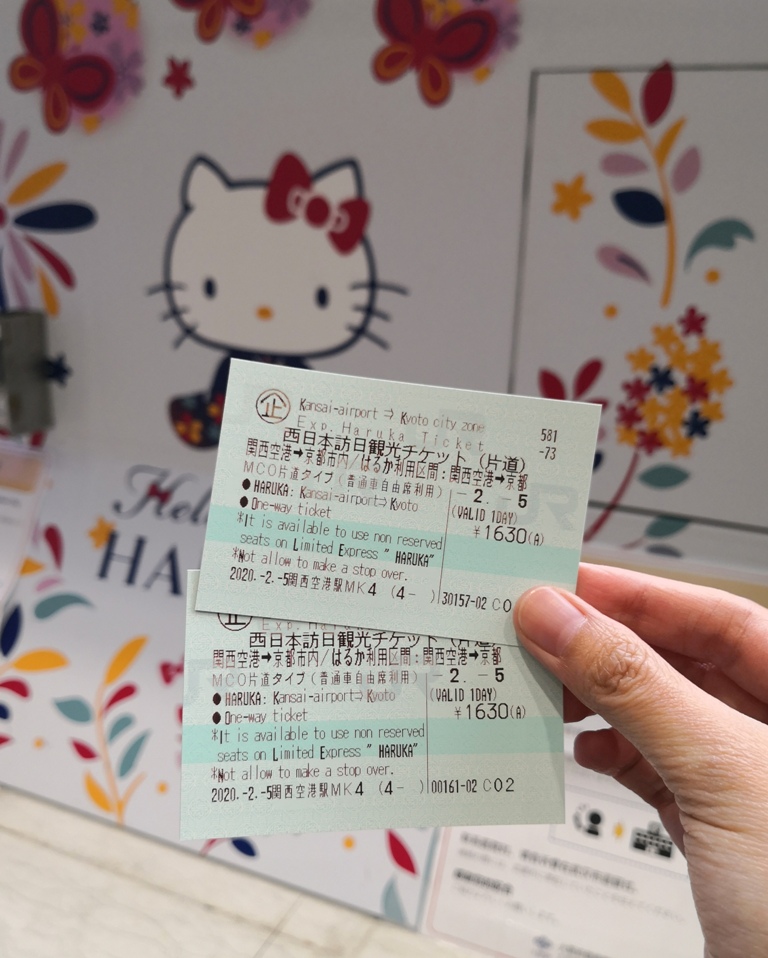 企
Kansai-airport ⇒ Kyoto city zone
Exp. Haruka Ticket
581
-73
西日本訪日観光チケット(片道)
関西空港→京都市内/はるか利用区間:関西空港→京都
MCO片道タイプ(普通車自由席利用)
-2. -5
●HARUKA: Kansai-airport⇒Kyoto
(VALID 1DAY)
●One-way ticket
¥1630(A)
*It is available to use non reserved
seats on Limited Express " HARUKA"
*Not allow to make a stop over.
2020.-2.-5関西空港駅MK4 (4- )
30157-02 C0
企
西日本訪日観光チケット(片道
関西空港→京都市内/はるか利用区間:関西空港→京都
MCO片道タイプ(普通車自由席利用)
-2. -5
●HARUKA: Kansai-airport⇒Kyoto
(VALID 1DAY)
●One-way ticket
¥1630(A)
*It is available to use non reserved
seats on Limited Express " HARUKA"
*Not allow to make a stop over.
2020.-2.-5関西空港駅MK4 (4- )
00161-02 C02
Hel
HA